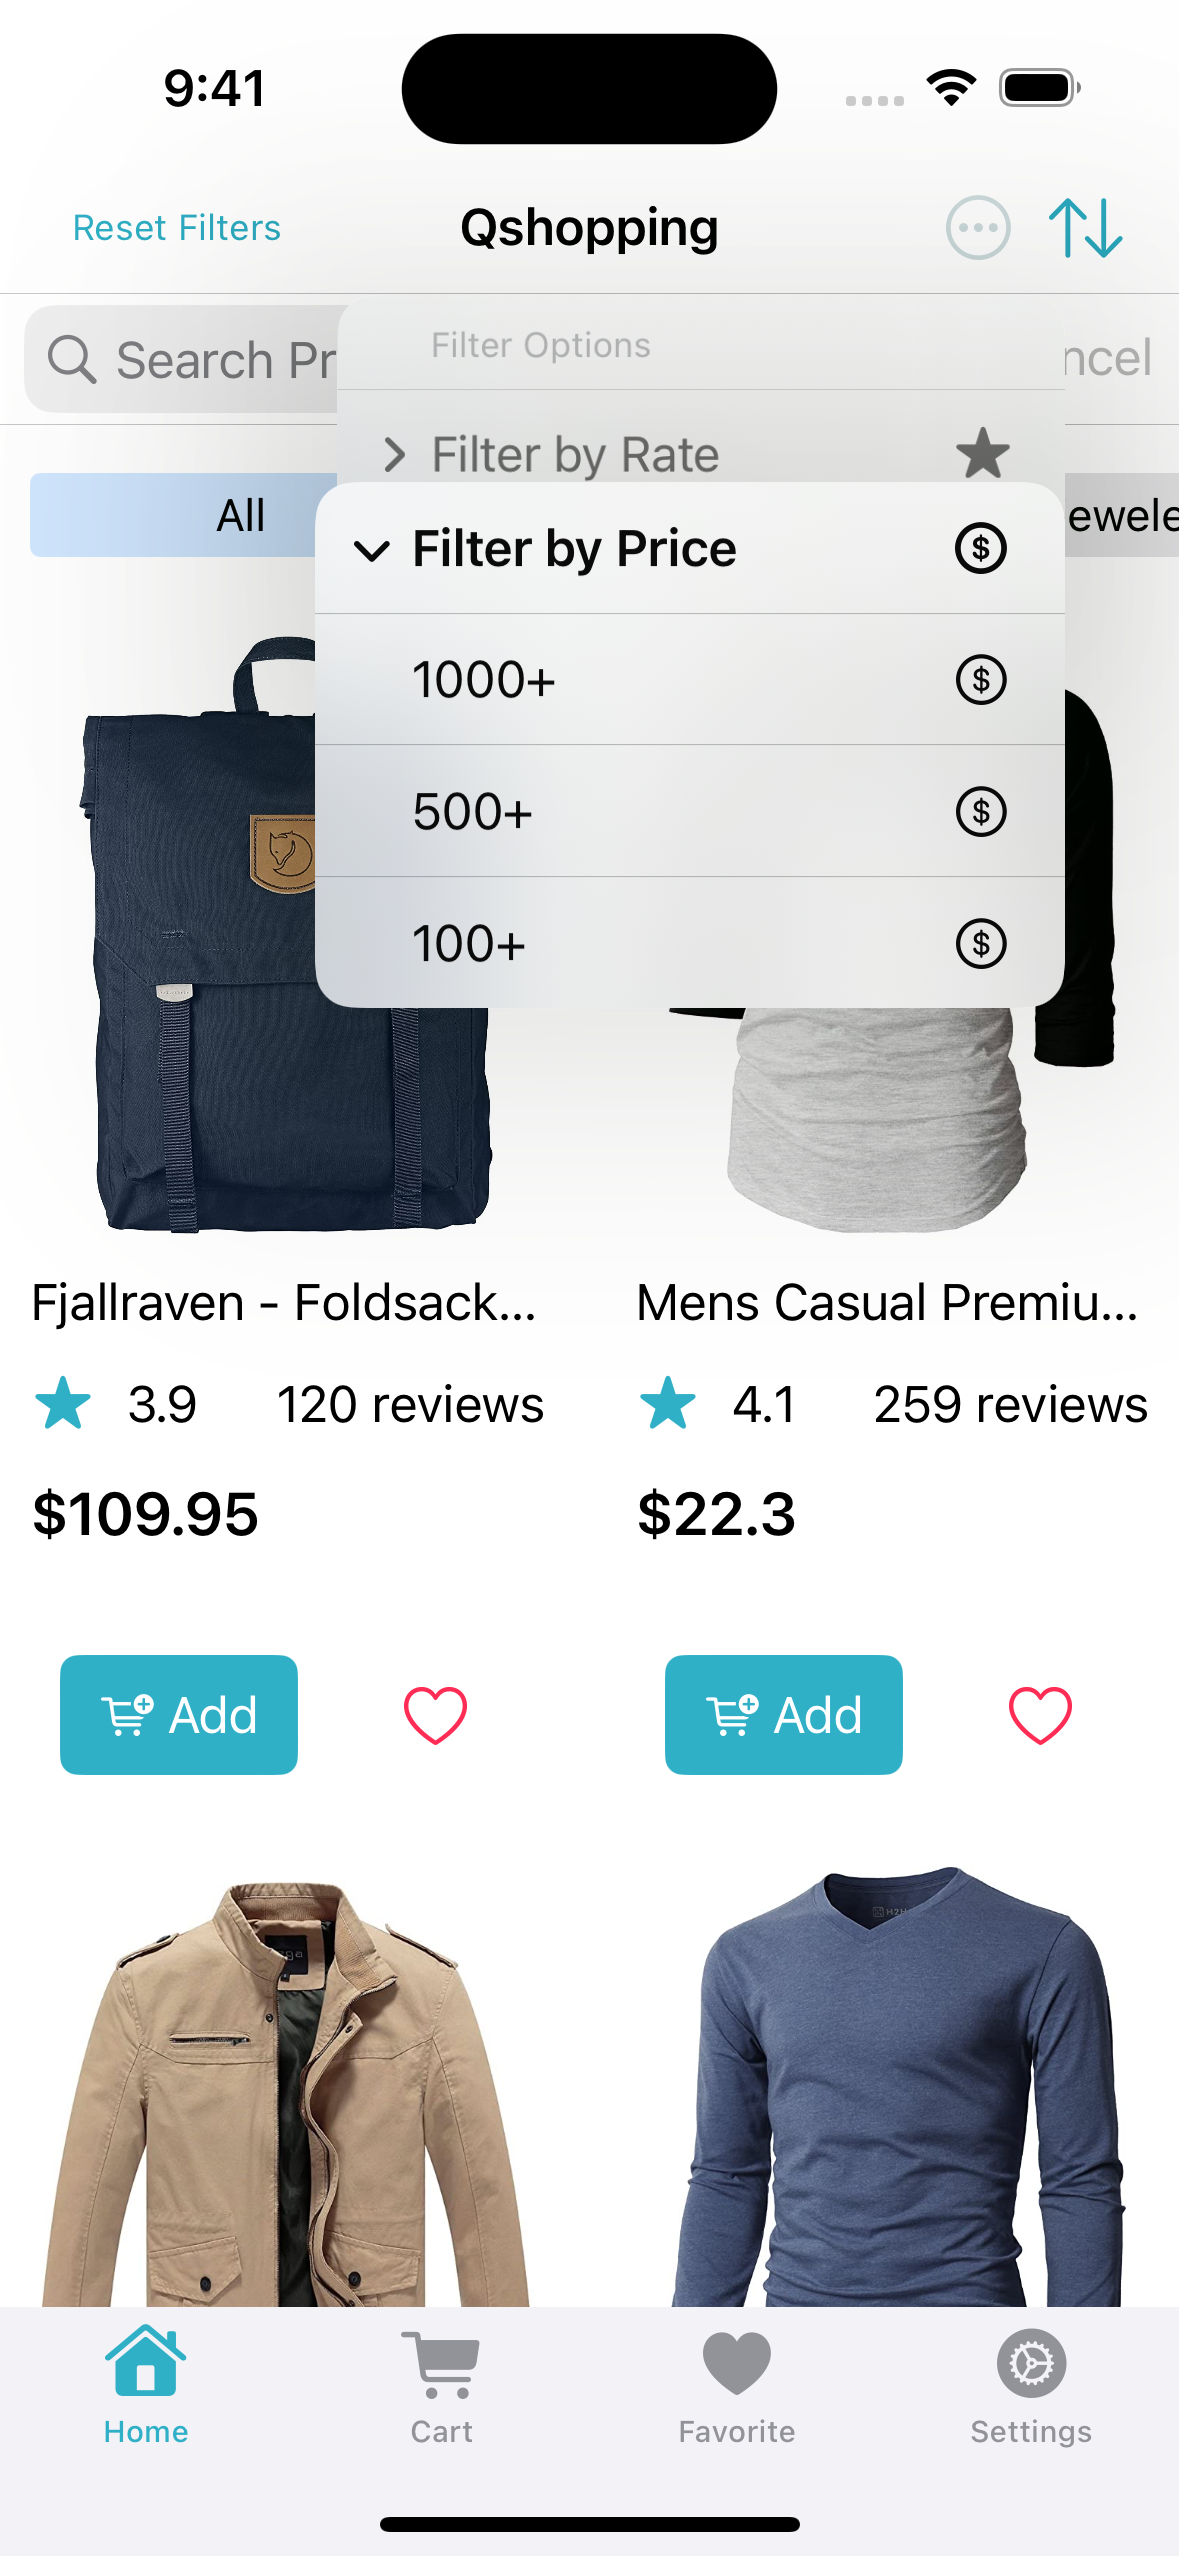 9:41
Reset Filters
Qshopping
Search Pr
ncel
Filter Options
Filter by Rate
All
ewele
Filter by Price
1000+
500+
100+
Fjallraven - Foldsack...
Mens Casual Premiu...
3.9 120 reviews
4.1 259 reviews
$109.95
$22.3
Add
Add
Home
Cart
Favorite
Settings